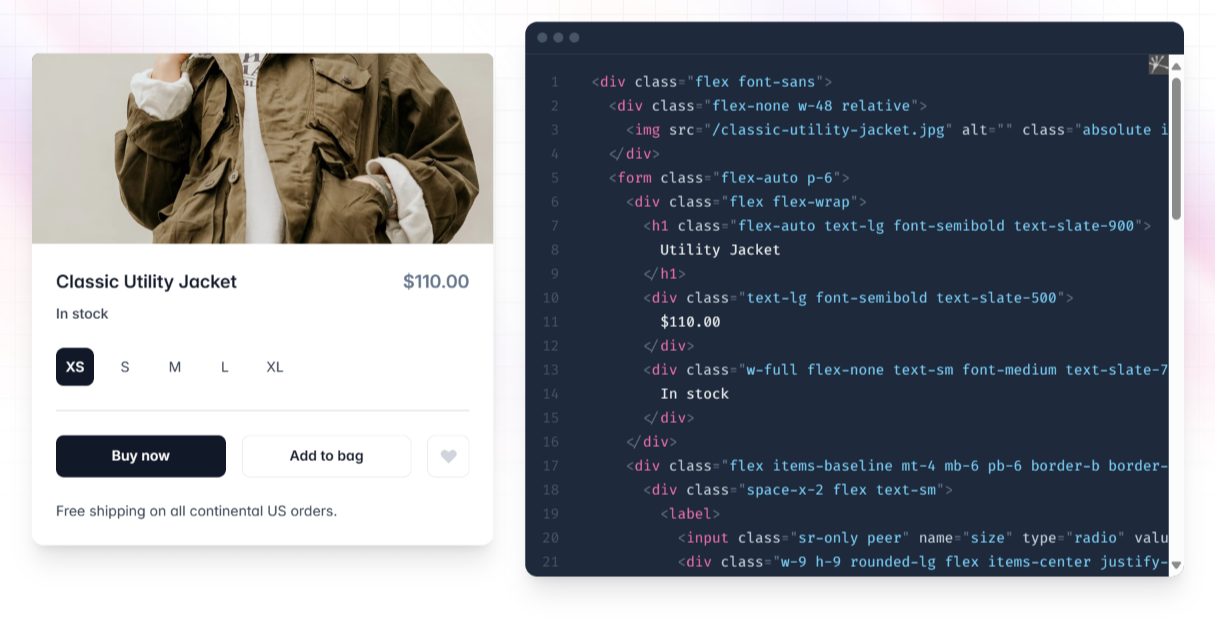 Classic Utility Jacket
$110.00
In stock
XS S M L XL
Buy now
Add to bag
Free shipping on all continental US orders.
1 <div class="flex font-sans">
2 <div class="flex-none w-48 relative">
3 <img src="/classic-utility-jacket.jpg" alt="" class="absolute i
4 </div>
5 <form class="flex-auto p-6">
6 <div class="flex flex-wrap">
7 <h1 class="flex-auto text-lg font-semibold text-slate-900">
8 Utility Jacket
9 </h1>
10 <div class="text-lg font-semibold text-slate-500">
11 $110.00
12 </div>
13 <div class="w-full flex-none text-sm font-medium text-slate-7
14 In stock
15 </div>
16 </div>
17 <div class="flex items-baseline mt-4 mb-6 pb-6 border-b border-
18 <div class="space-x-2 flex text-sm">
19 <label>
20 <input class="sr-only peer" name="size" type="radio" valu
21 <div class="w-9 h-9 rounded-lg flex items-center justify-